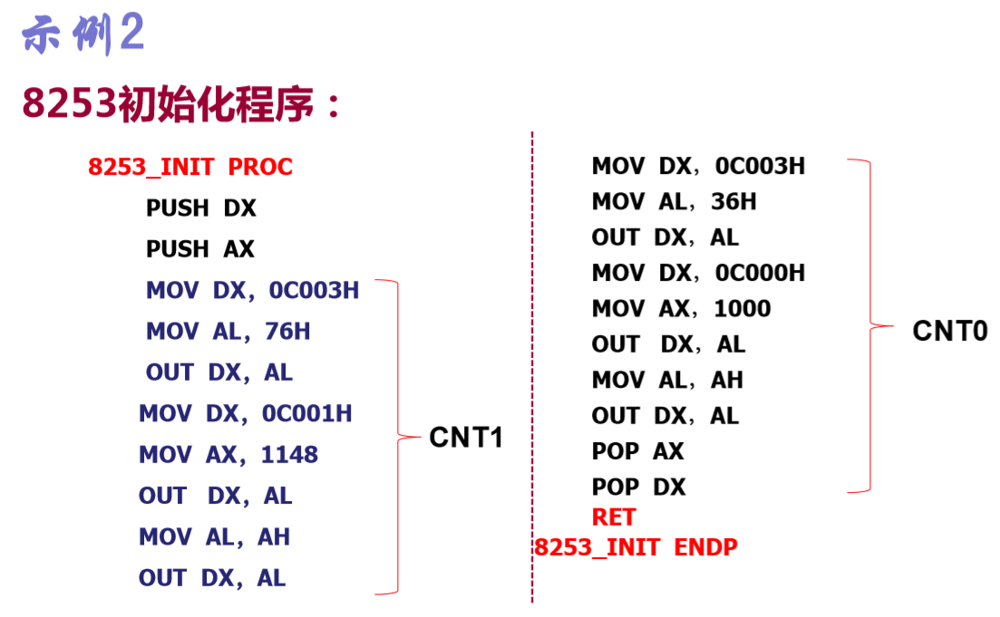 示例2
8253初始化程序：
8253_INIT PROC
PUSH DX
PUSH AX
MOV DX, 0C003H
MOV AL, 76H
OUT DX, AL
MOV DX, 0C001H
MOV AX, 1148
OUT DX, AL
MOV AL, AH
OUT DX, AL
CNT1
MOV DX, 0C003H
MOV AL, 36H
OUT DX, AL
MOV DX, 0C000H
MOV AX, 1000
OUT DX, AL
MOV AL, AH
OUT DX, AL
POP AX
POP DX
RET
8253_INIT ENDP
CNT0